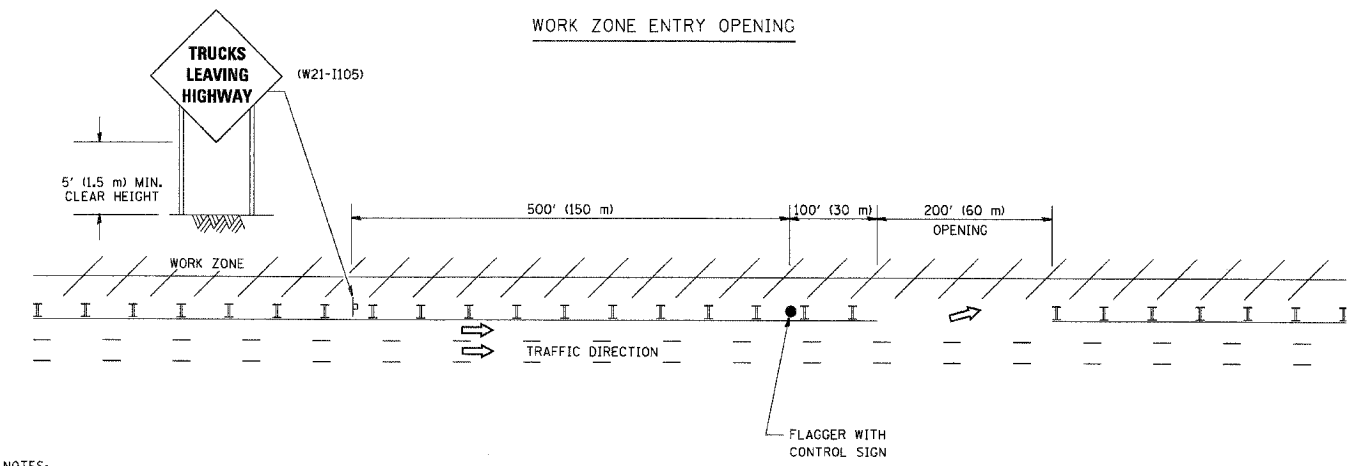 WORK ZONE ENTRY OPENING
TRUCKS
LEAVING
HIGHWAY
(W21-I105)
5' (1.5 m) MIN.
CLEAR HEIGHT
500' (150 m)
100' (30 m)
200' (60 m)
OPENING
WORK ZONE
TRAFFIC DIRECTION
FLAGGER WITH
CONTROL SIGN
NOTES: